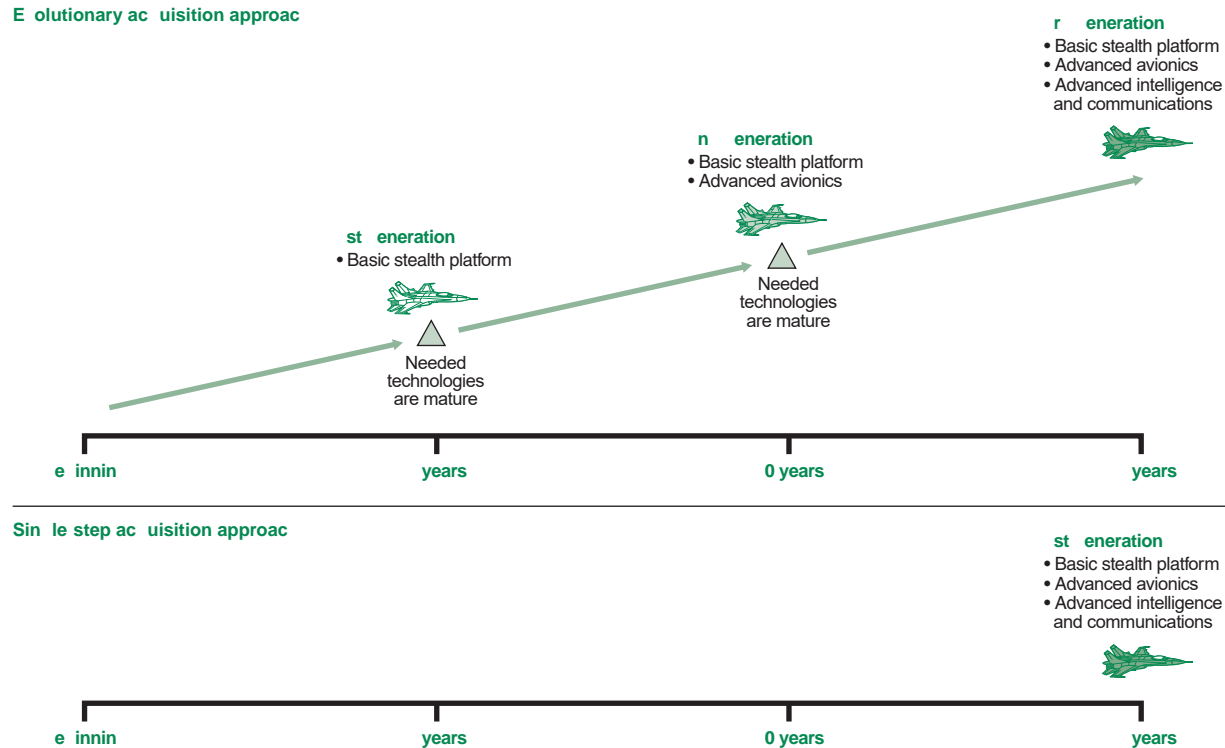 E olutionary ac uisition approac
r eneration
• Basic stealth platform
• Advanced avionics
• Advanced intelligence
and communications
n eneration
• Basic stealth platform
• Advanced avionics
st eneration
• Basic stealth platform
Needed
technologies
are mature
Needed
technologies
are mature
e innin years 0 years years
Sin le step ac uisition approac
st eneration
• Basic stealth platform
• Advanced avionics
• Advanced intelligence
and communications
e innin years 0 years years